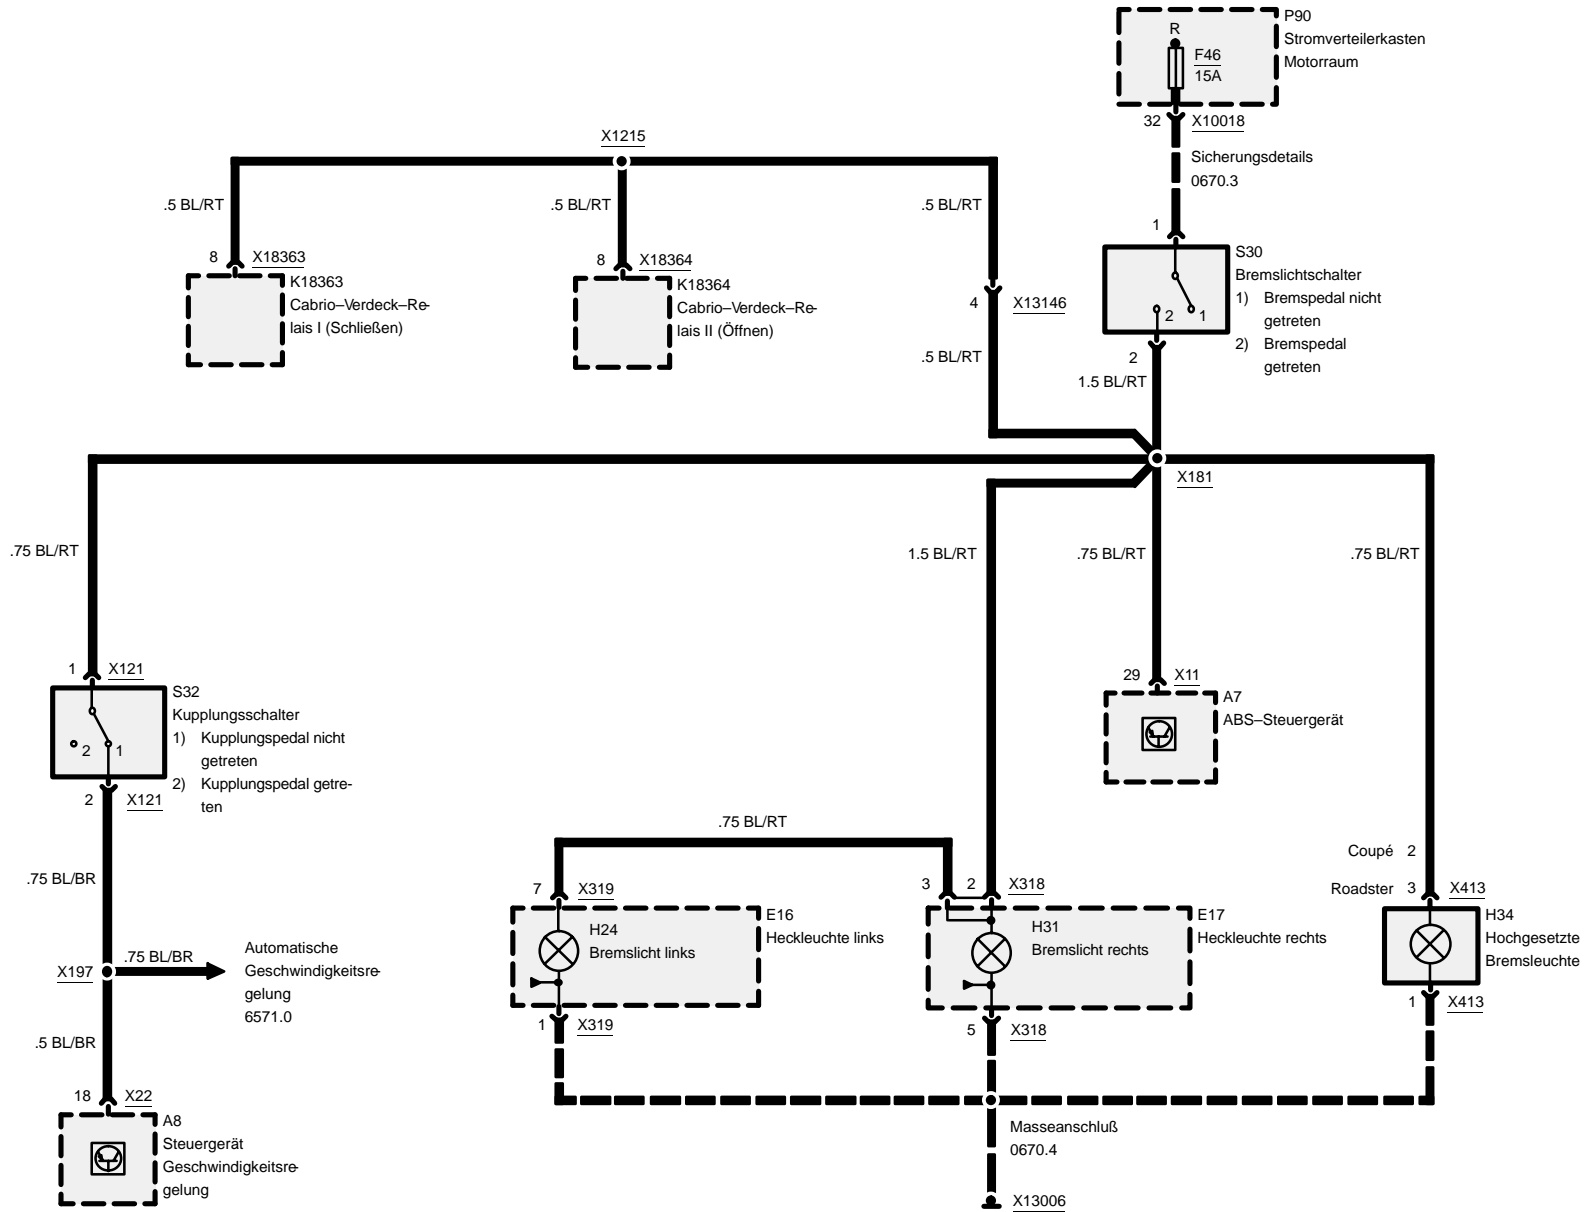 P90
Stromverteilerkasten
Motorraum
R
F46
15A
32
X10018
Sicherungsdetails
0670.3
X1215
.5 BL/RT
.5 BL/RT
.5 BL/RT
1
8
X18363
K18363
Cabrio–Verdeck–Re-
lais I (Schließen)
8
X18364
K18364
Cabrio–Verdeck–Re-
lais II (Öffnen)
4
X13146
.5 BL/RT
S30
Bremslichtschalter
1) Bremspedal nicht
getreten
2) Bremspedal
getreten
2
1
2
1.5 BL/RT
X181
.75 BL/RT
1.5 BL/RT
.75 BL/RT
.75 BL/RT
1
X121
S32
Kupplungsschalter
1) Kupplungspedal nicht
getreten
2) Kupplungspedal getre-
ten
2
1
2
X121
29
X11
A7
ABS–Steuergerät
.75 BL/RT
.75 BL/BR
7
X319
E16
Heckleuchte links
H24
Bremslicht links
1
X319
3
2
X318
E17
Heckleuchte rechts
H31
Bremslicht rechts
5
X318
Coupé 2
Roadster 3
X413
H34
Hochgesetzte
Bremsleuchte
1
X413
X197
.75 BL/BR
Automatische
Geschwindigkeitsre-
gelung
6571.0
.5 BL/BR
18
X22
A8
Steuergerät
Geschwindigkeitsre-
gelung
Masseanschluß
0670.4
X13006